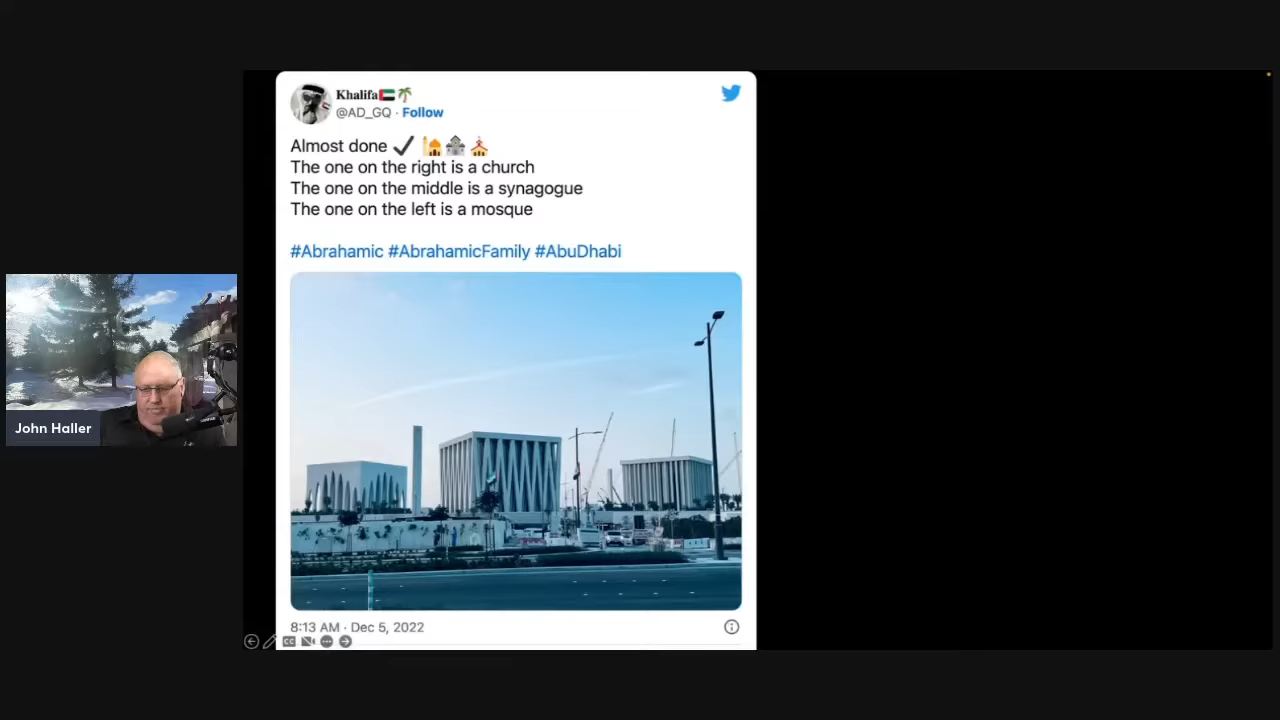 Khalifa🇦🇪🌴
@AD_GQ · Follow
Almost done ✔️ 🕌🏰⛪
The one on the right is a church
The one on the middle is a synagogue
The one on the left is a mosque
#Abrahamic #AbrahamicFamily #AbuDhabi
John Haller
8:13 AM · Dec 5, 2022
CC